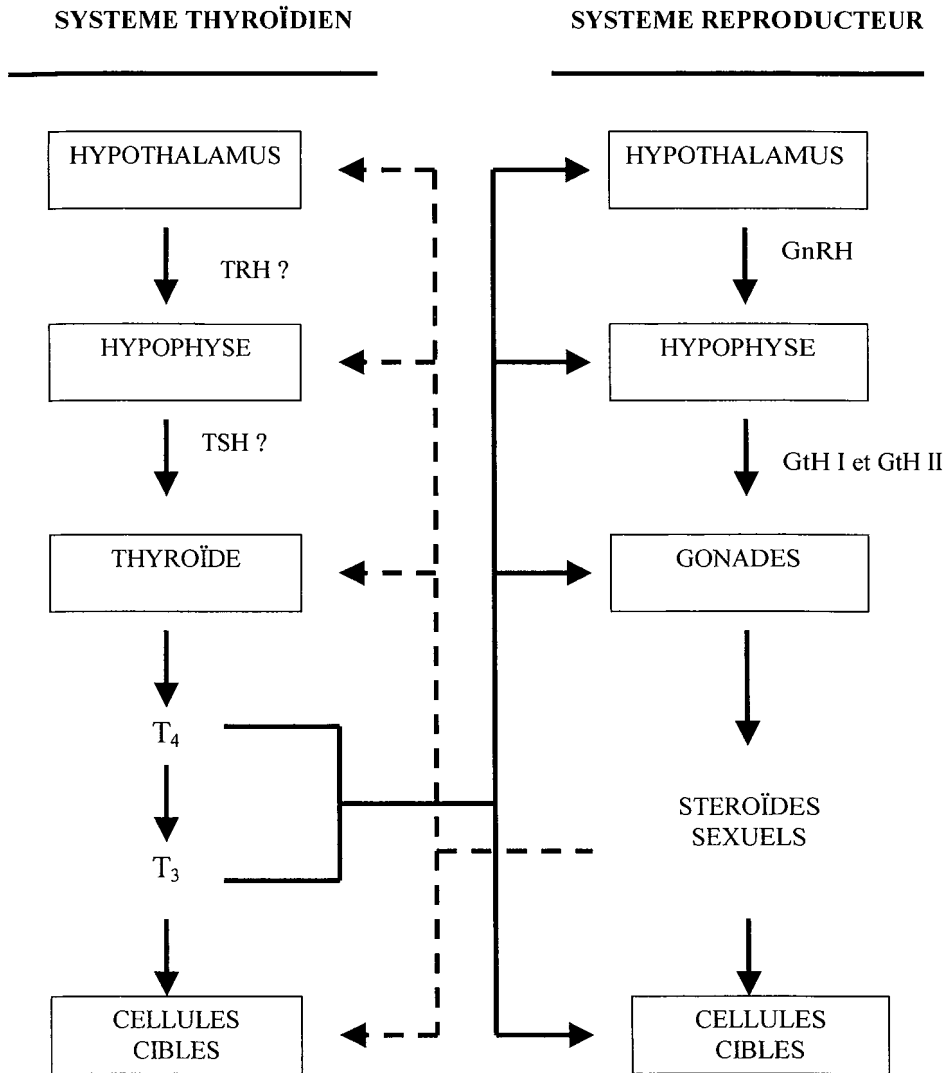 SYSTEME THYROÏDIEN
HYPOTHALAMUS
TRH ?
HYPOPHYSE
TSH ?
THYROÏDE
T₄
T₃
CELLULES
CIBLES
SYSTEME REPRODUCTEUR
HYPOTHALAMUS
GnRH
HYPOPHYSE
GtH I et GtH II
GONADES
STEROÏDES
SEXUELS
CELLULES
CIBLES